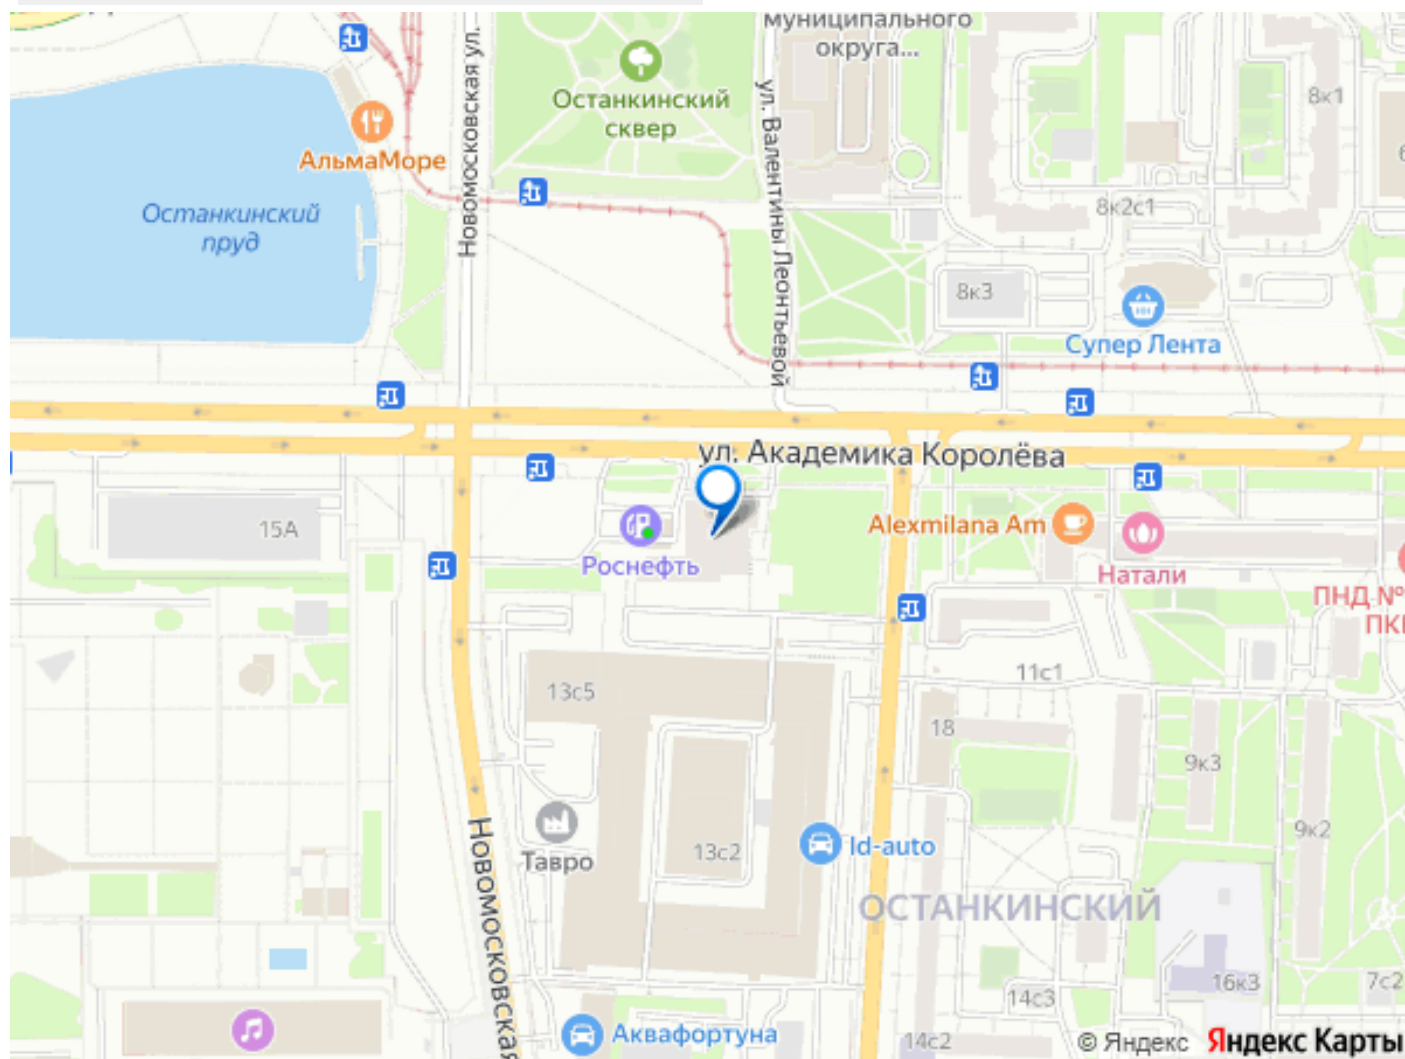 муниципального
округа...
Новомосковская ул.
Останкинский
сквер
ул. Валентины Леонтьевой
8к1
АльмаМоре
Останкинский
пруд
8к2с1
8к3
Супер Лента
ул. Академика Королёва
15А
Роснефть
Alexmilana Am
Натали
ПНД №
11с1
13с5
18
9к3
Новомосковская
Тавро
13с2
Id-auto
9к2
ОСТАНКИНСКИЙ
16к3
7с2
14с3
Аквафортуна
14с2
© Яндекс Яндекс Карты